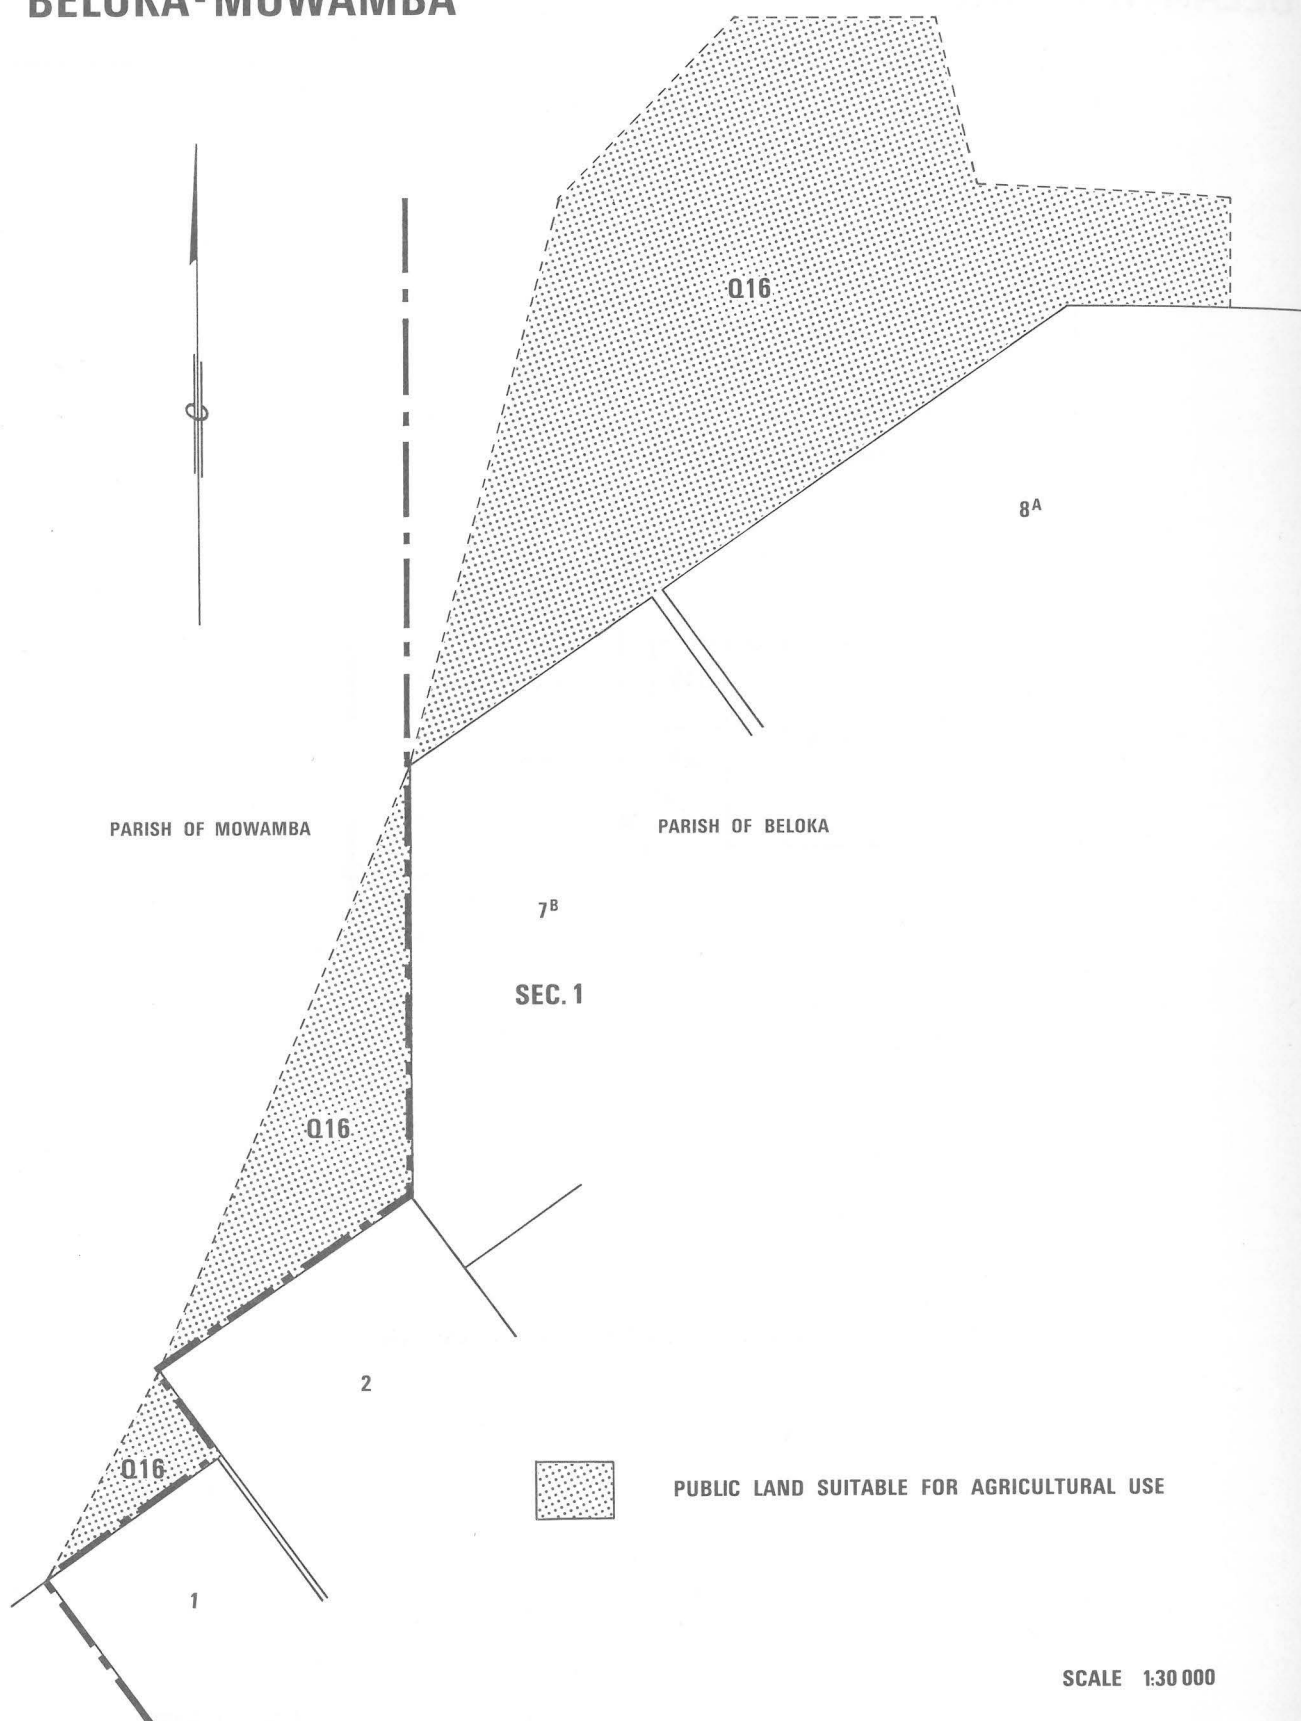 BELOKA-MOWAMBA
Q16
8A
PARISH OF MOWAMBA
PARISH OF BELOKA
7B
SEC. 1
Q16
2
Q16
PUBLIC LAND SUITABLE FOR AGRICULTURAL USE
1
SCALE 1:30 000